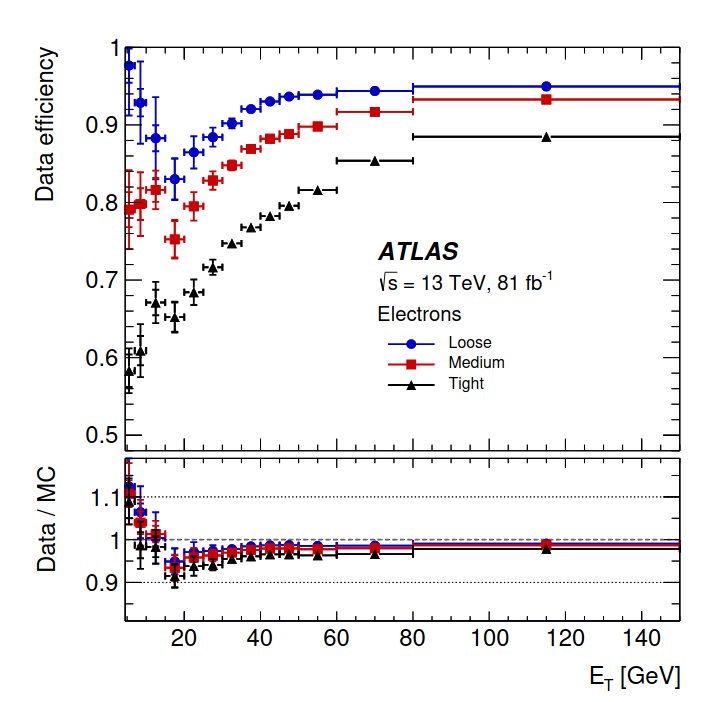 Data efficiency
1
0.9
0.8
0.7
0.6
0.5
ATLAS
√s = 13 TeV, 81 fb⁻¹
Electrons
Loose
Medium
Tight
Data / MC
1.1
1
0.9
20 40 60 80 100 120 140
E_T [GeV]